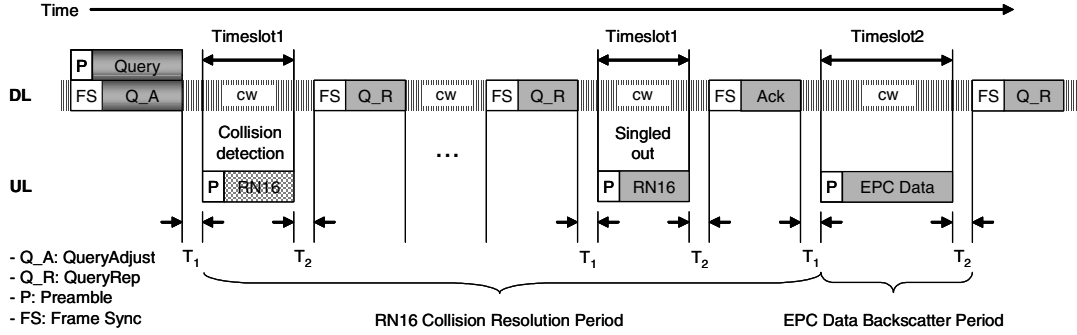 Time
Timeslot1 Timeslot1 Timeslot2
P Query
DL FS Q_A cw FS Q_R cw FS Q_R cw FS Ack cw FS Q_R
Collision detection
...
Singled out
UL P RN16 P RN16 P EPC Data
T1 T2 T1 T2 T1 T2
- Q_A: QueryAdjust
- Q_R: QueryRep
- P: Preamble
- FS: Frame Sync
RN16 Collision Resolution Period EPC Data Backscatter Period